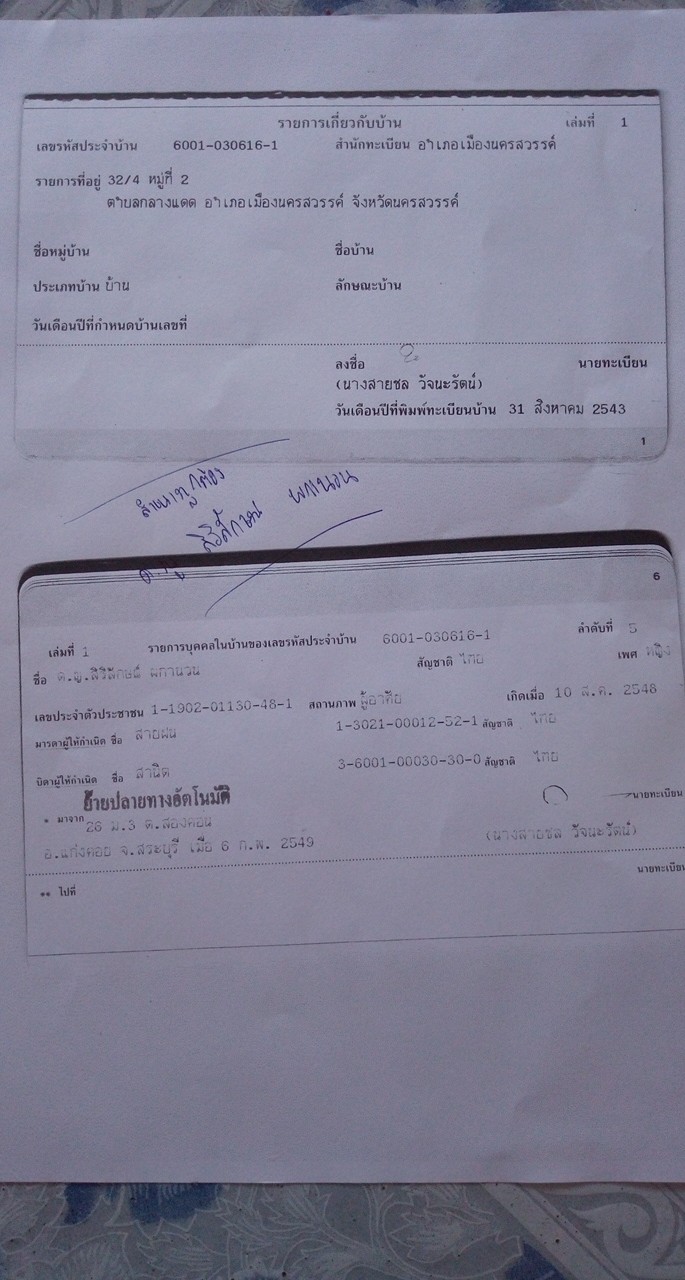 รายการเกี่ยวกับบ้าน เล่มที่ 1
เลขรหัสประจำบ้าน 6001-030616-1 สำนักทะเบียน อำเภอเมืองนครสวรรค์
รายการที่อยู่ 32/4 หมู่ที่ 2
ตำบลกลางแดด อำเภอเมืองนครสวรรค์ จังหวัดนครสวรรค์
ชื่อหมู่บ้าน ชื่อบ้าน
ประเภทบ้าน บ้าน ลักษณะบ้าน
วันเดือนปีที่กำหนดบ้านเลขที่
ลงชื่อ นายทะเบียน
(นางสายชล วัจนะรัตน์)
วันเดือนปีที่พิมพ์ทะเบียนบ้าน 31 สิงหาคม 2543
1
สำเนาถูกต้อง
สิริลักษณ์ ผกานวน
6
เล่มที่ 1 รายการบุคคลในบ้านของเลขรหัสประจำบ้าน 6001-030616-1 ลำดับที่ 5
ชื่อ ด.ญ.สิริลักษณ์ ผกานวน สัญชาติ ไทย เพศ หญิง
เลขประจำตัวประชาชน 1-1902-01130-48-1 สถานภาพ ผู้อาศัย เกิดเมื่อ 10 ส.ค. 2548
มารดาผู้ให้กำเนิด ชื่อ สายฝน 1-3021-00012-52-1 สัญชาติ ไทย
บิดาผู้ให้กำเนิด ชื่อ สานิต 3-6001-00030-30-0 สัญชาติ ไทย
ย้ายปลายทางอัตโนมัติ
* มาจาก 26 ม.3 ต.สองคอน นายทะเบียน
อ.แก่งคอย จ.สระบุรี เมื่อ 6 ก.พ. 2549 (นางสายชล วัจนะรัตน์)
** ไปที่ นายทะเบียน